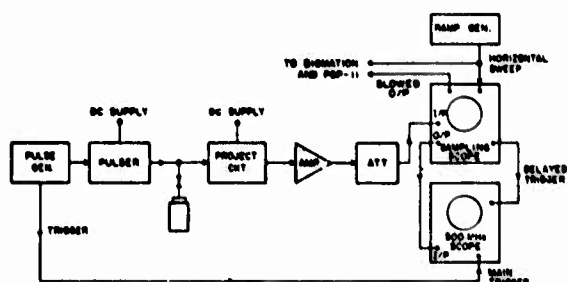 RAMP GEN.
TO BIOMATION
AND PDP-11
HORIZONTAL
SWEEP
SLOWED
O/P
DC SUPPLY
DC SUPPLY
I/P
O/P
SAMPLING
SCOPE
PULSE
GEN.
PULSER
PROJECT
CKT
AMP
ATT
DELAYED
TRIGGER
500 MHz
SCOPE
I/P
TRIGGER
MAIN
TRIGGER